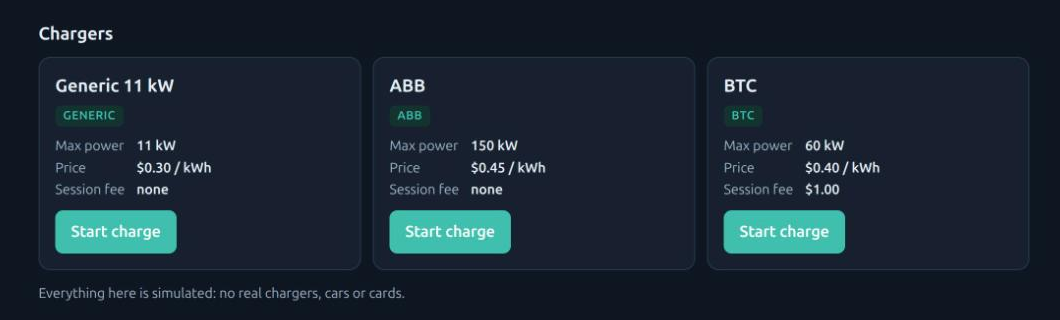 Chargers
Generic 11 kW
GENERIC
Max power 11 kW
Price $0.30 / kWh
Session fee none
Start charge
ABB
ABB
Max power 150 kW
Price $0.45 / kWh
Session fee none
Start charge
BTC
BTC
Max power 60 kW
Price $0.40 / kWh
Session fee $1.00
Start charge
Everything here is simulated: no real chargers, cars or cards.